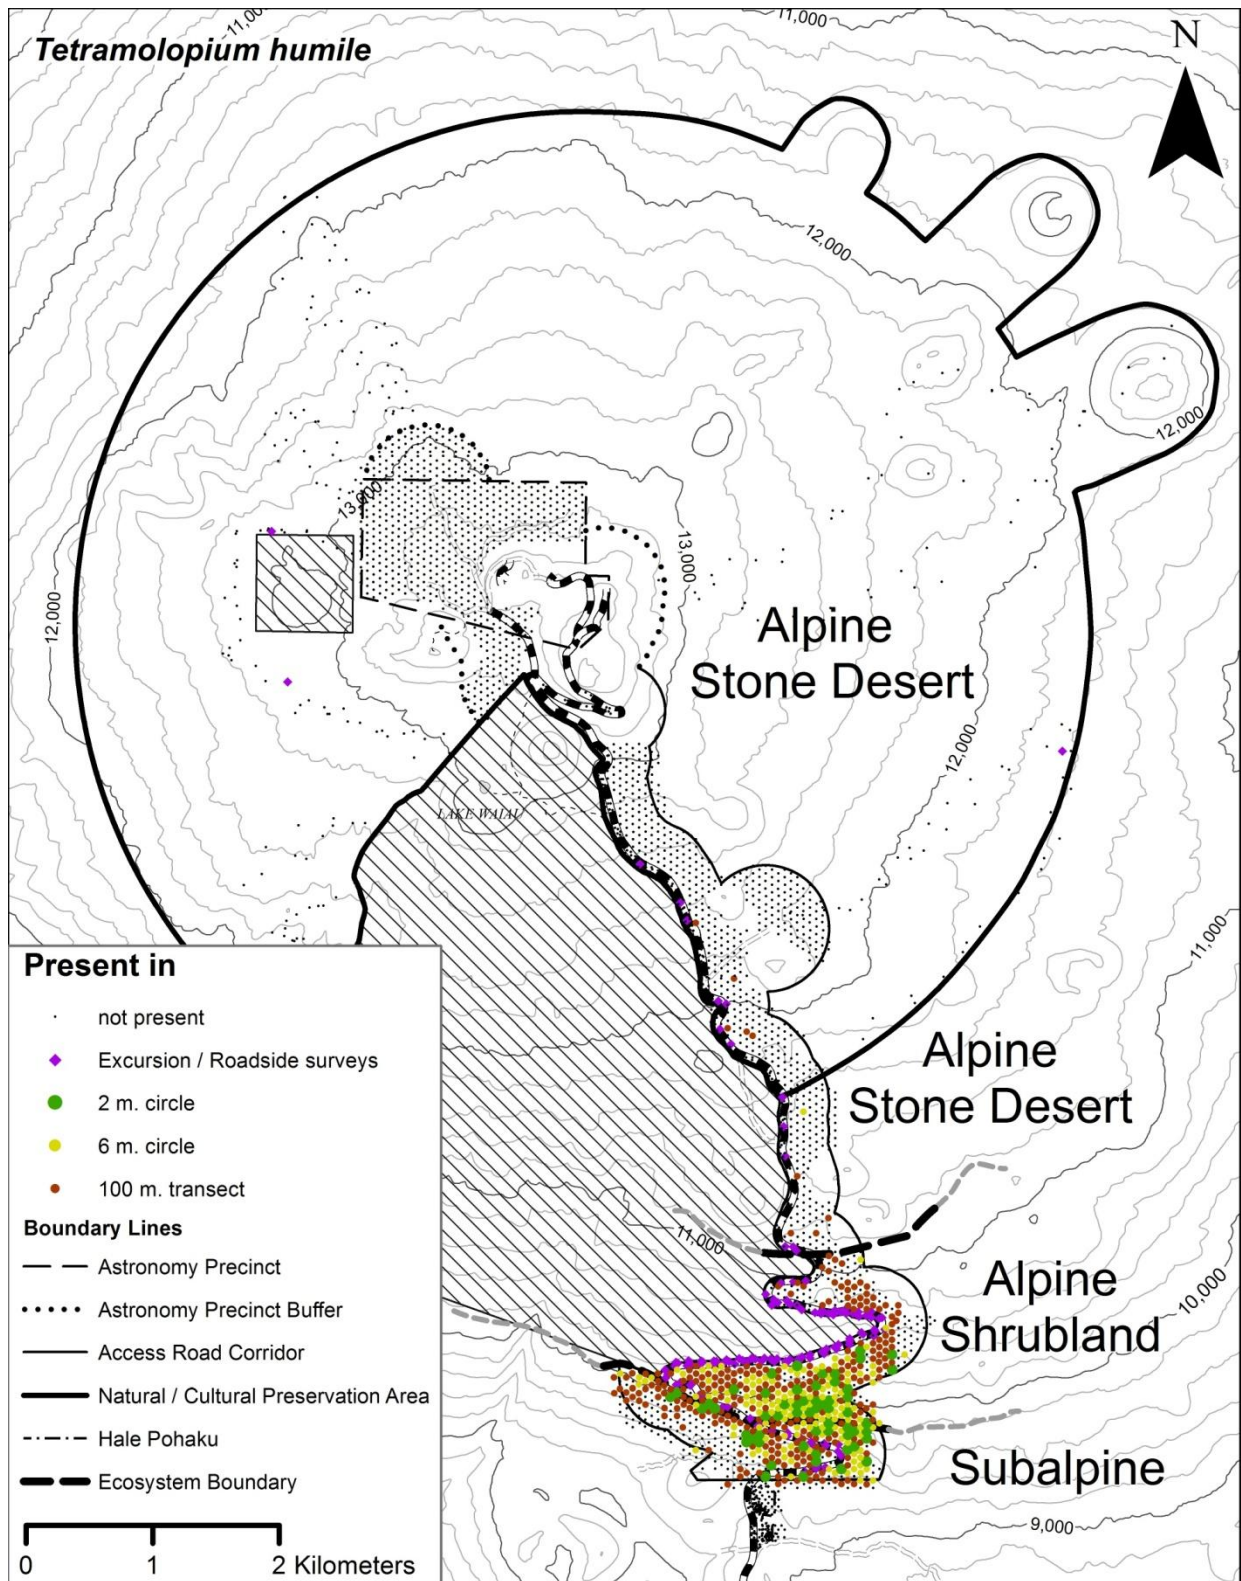 Tetramolopium humile
11,000
11,000
N
12,000
12,000
13,000
13,000
12,000
Alpine
Stone Desert
12,000
LAKE WAIAU
11,000
Alpine
Stone Desert
11,000
Alpine
Shrubland
10,000
Subalpine
9,000
Present in
not present
Excursion / Roadside surveys
2 m. circle
6 m. circle
100 m. transect
Boundary Lines
Astronomy Precinct
Astronomy Precinct Buffer
Access Road Corridor
Natural / Cultural Preservation Area
Hale Pohaku
Ecosystem Boundary
0 1 2 Kilometers